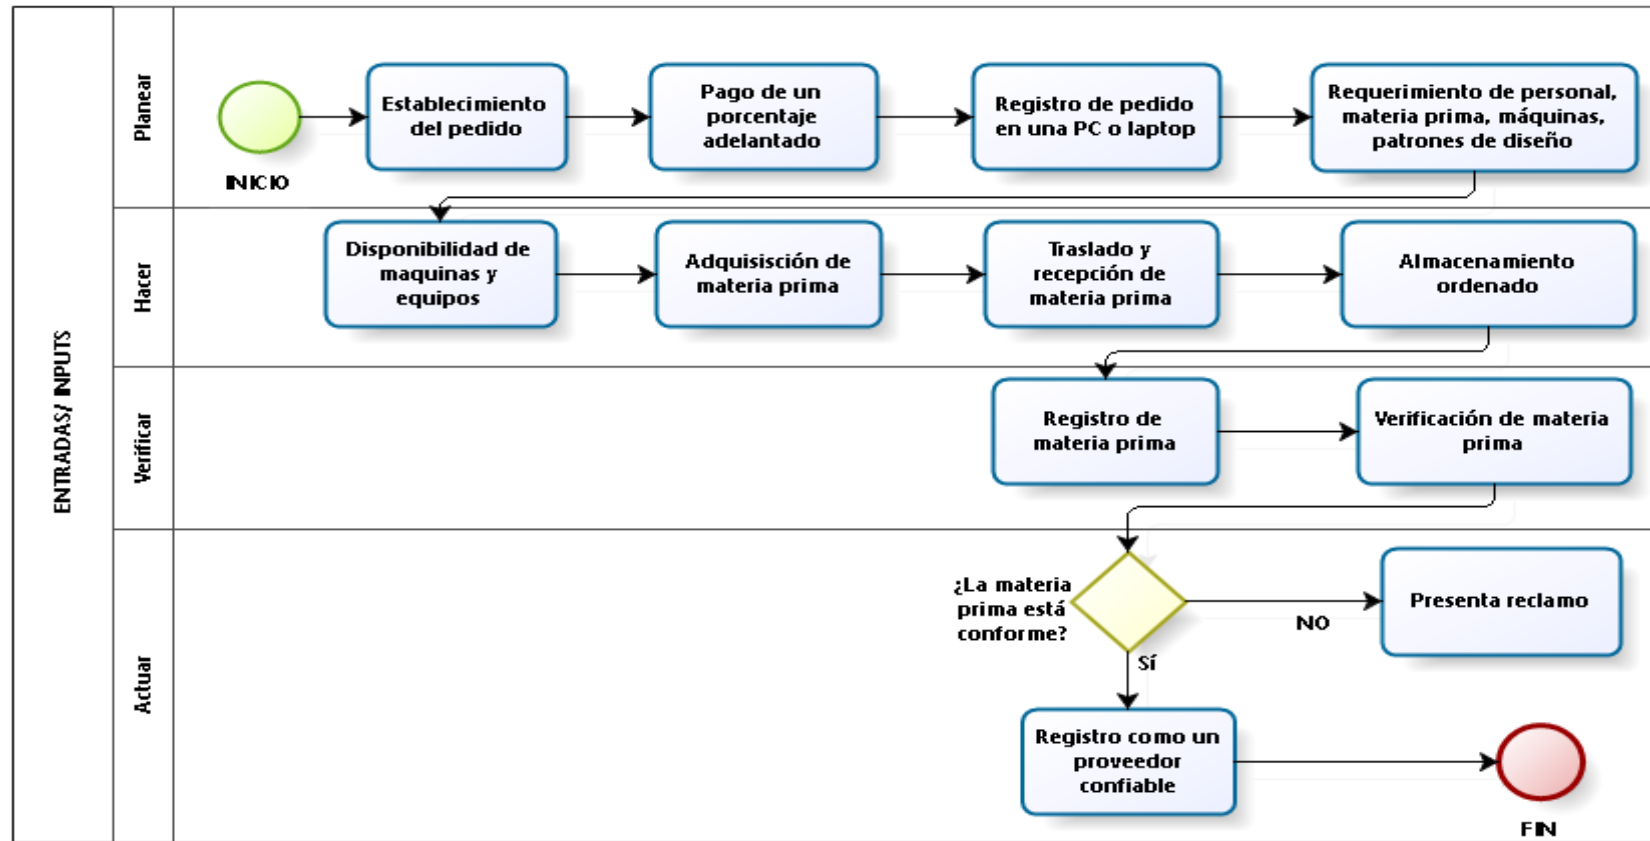 ENTRADAS/ INPUTS
Planear
INICIO
Establecimiento
del pedido
Pago de un
porcentaje
adelantado
Registro de pedido
en una PC o laptop
Requerimiento de personal,
materia prima, máquinas,
patrones de diseño
Hacer
Disponibilidad de
maquinas y
equipos
Adquisisción de
materia prima
Traslado y
recepción de
materia prima
Almacenamiento
ordenado
Verificar
Registro de
materia prima
Verificación de materia
prima
Actuar
¿La materia
prima está
conforme?
NO
Presenta reclamo
Sí
Registro como un
proveedor
confiable
FIN